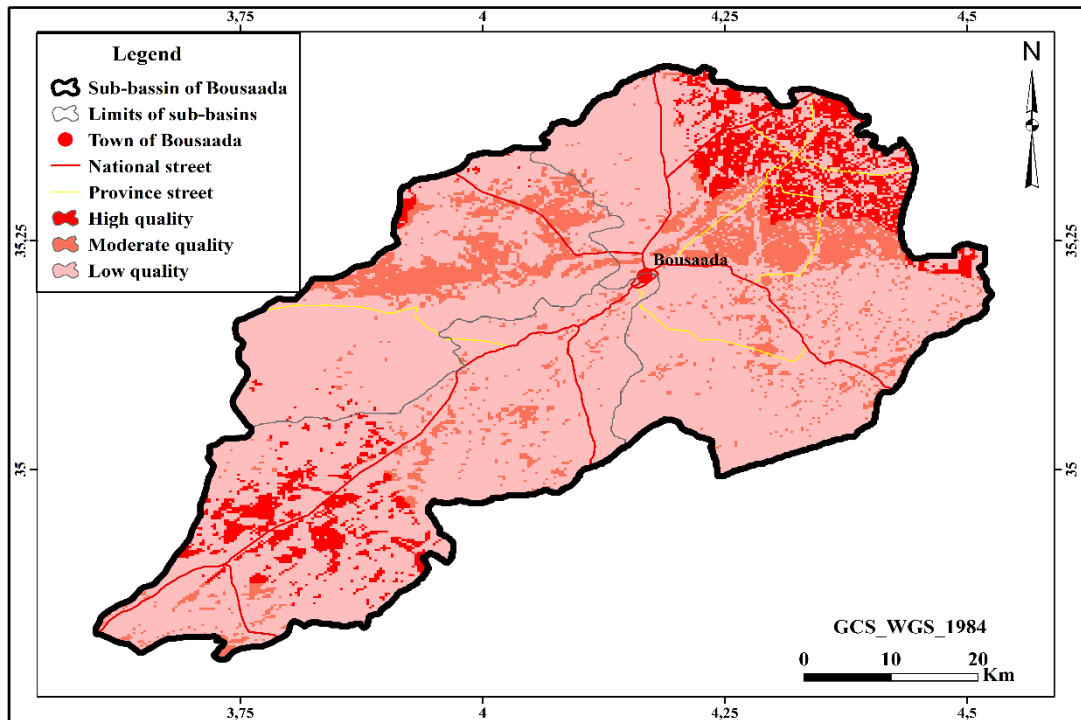 3,75 4 4,25 4,5
Legend
Sub-bassin of Bousaada
Limits of sub-basins
Town of Bousaada
National street
Province street
High quality
Moderate quality
Low quality
N
35,25 35,25
Bousaada
35 35
GCS_WGS_1984
0 10 20
Km
3,75 4 4,25 4,5